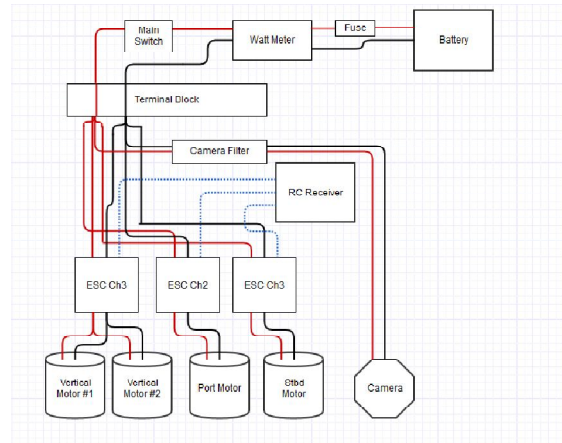 Main
Switch
Watt Meter
Fuse
Battery
Terminal Block
Camera Filter
RC Receiver
ESC Ch3
ESC Ch2
ESC Ch3
Vertical
Motor #1
Vertical
Motor #2
Port Motor
Stbd
Motor
Camera